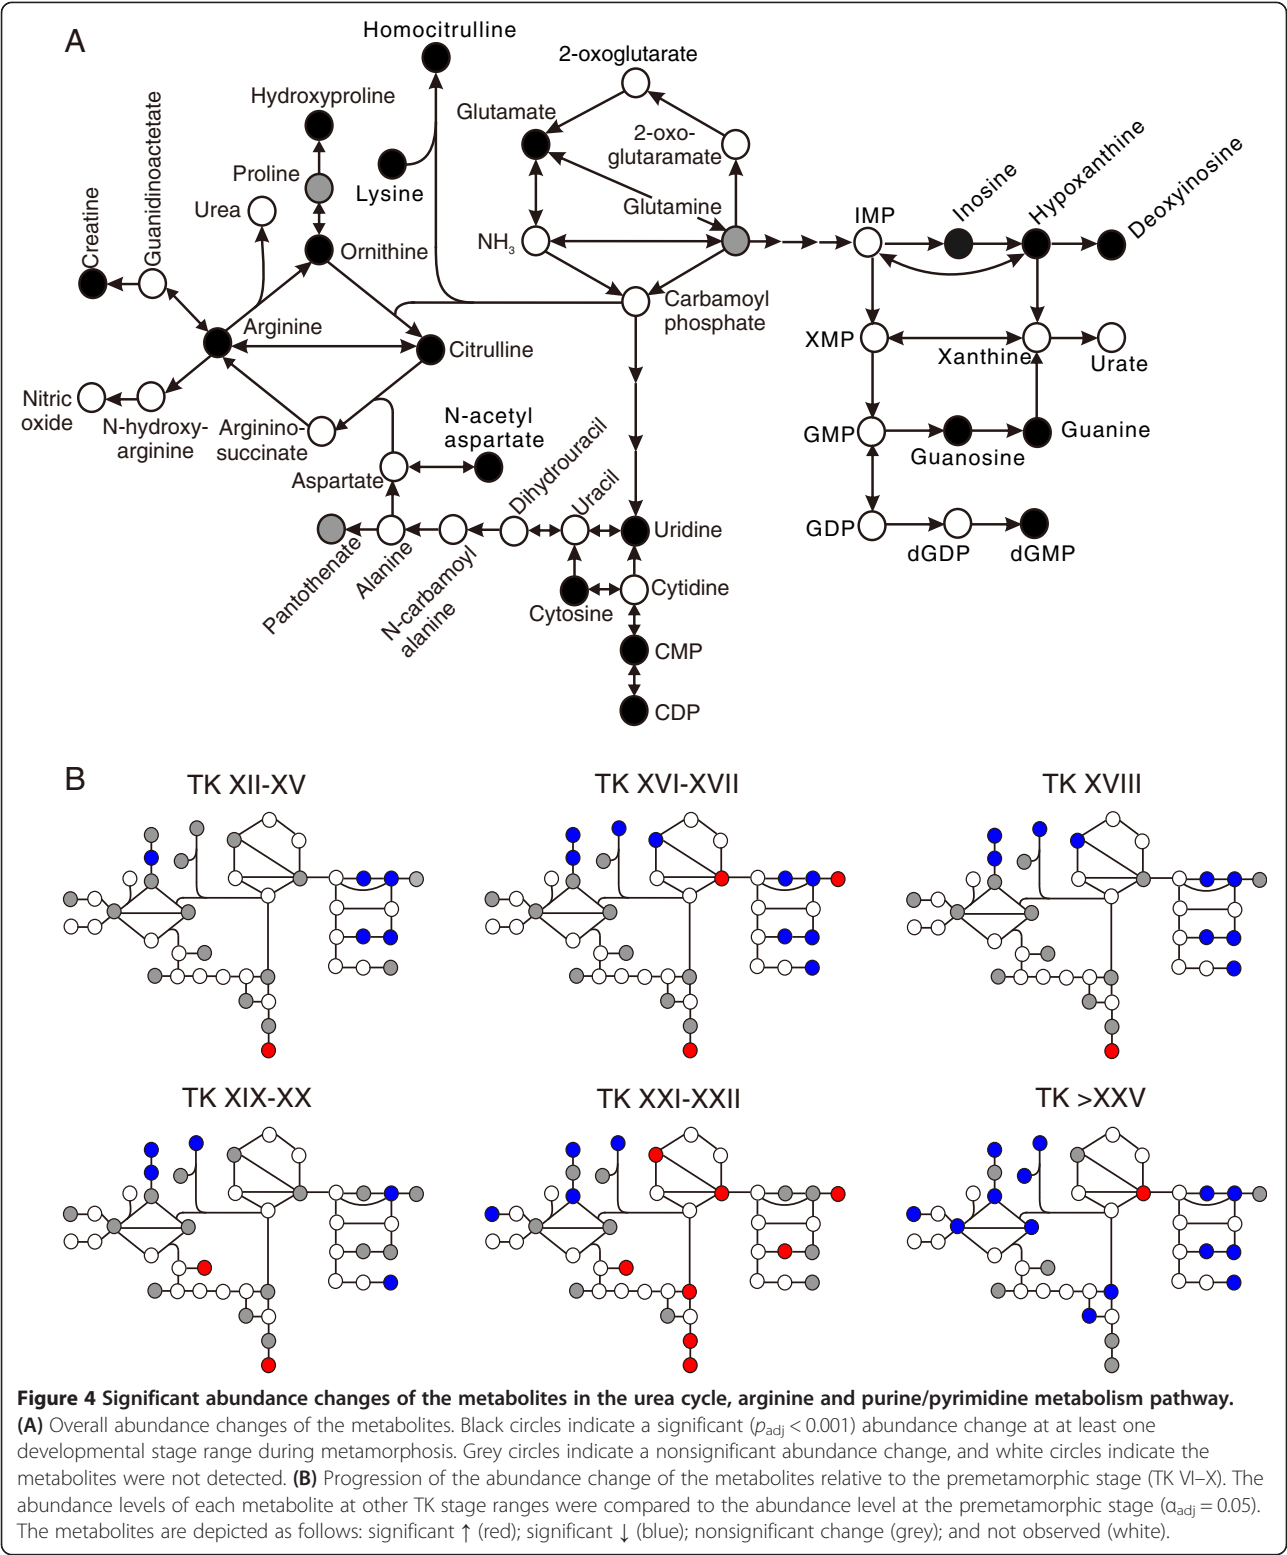 A
Homocitrulline
2-oxoglutarate
Hydroxyproline
Glutamate
2-oxo-
glutaramate
Proline
Lysine
Urea
Glutamine
Creatine
Guanidinoactetate
Ornithine
NH3
IMP
Inosine
Hypoxanthine
Deoxyinosine
Carbamoyl
phosphate
Arginine
Citrulline
XMP
Xanthine
Urate
Nitric
oxide
N-hydroxy-
arginine
Arginino-
succinate
N-acetyl
aspartate
GMP
Guanosine
Guanine
Aspartate
Dihydrouracil
Uracil
Uridine
GDP
dGDP
dGMP
Pantothenate
Alanine
N-carbamoyl
alanine
Cytosine
Cytidine
CMP
CDP
B
TK XII-XV
TK XVI-XVII
TK XVIII
TK XIX-XX
TK XXI-XXII
TK >XXV
Figure 4 Significant abundance changes of the metabolites in the urea cycle, arginine and purine/pyrimidine metabolism pathway.
(A) Overall abundance changes of the metabolites. Black circles indicate a significant (padj < 0.001) abundance change at at least one
developmental stage range during metamorphosis. Grey circles indicate a nonsignificant abundance change, and white circles indicate the
metabolites were not detected. (B) Progression of the abundance change of the metabolites relative to the premetamorphic stage (TK VI–X). The
abundance levels of each metabolite at other TK stage ranges were compared to the abundance level at the premetamorphic stage (αadj = 0.05).
The metabolites are depicted as follows: significant ↑ (red); significant ↓ (blue); nonsignificant change (grey); and not observed (white).